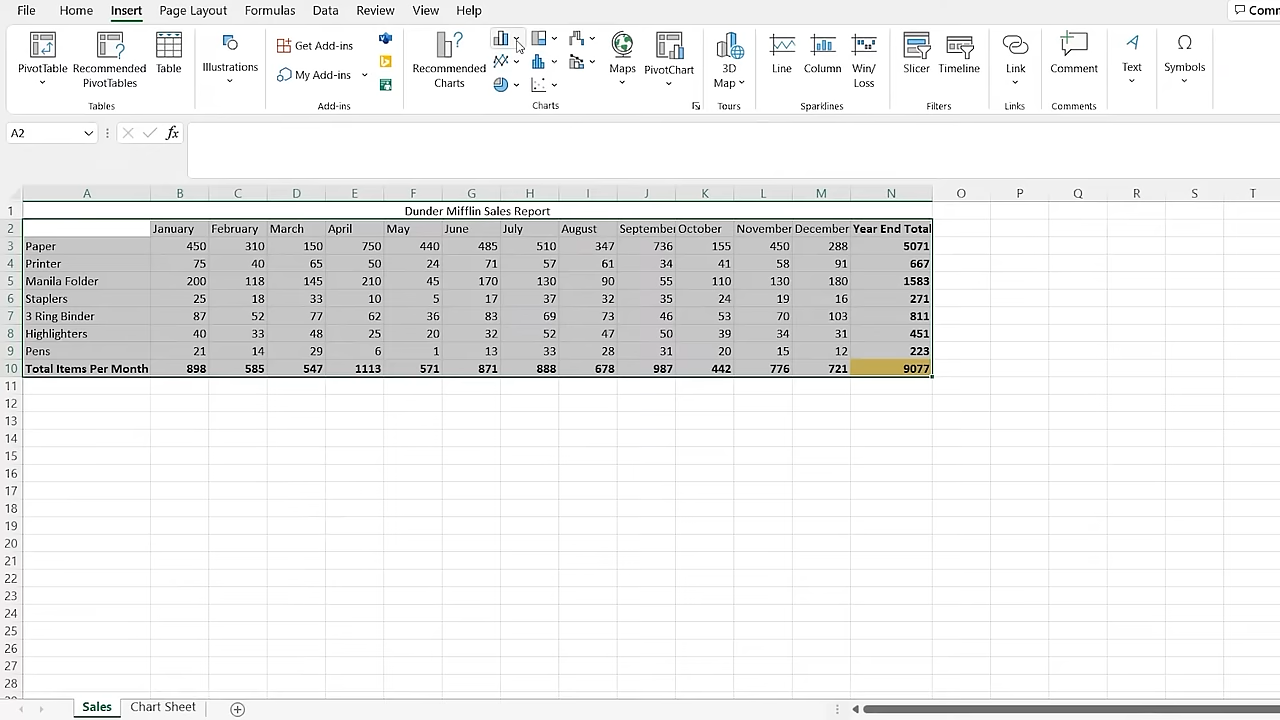 File Home Insert Page Layout Formulas Data Review View Help Comm
PivotTable Recommended PivotTables Table Illustrations Get Add-ins My Add-ins Recommended Charts Maps PivotChart 3D Map Line Column Win/ Loss Slicer Timeline Link Comment Text Symbols
Tables Add-ins Charts Tours Sparklines Filters Links Comments
A2 fx
A B C D E F G H I J K L M N O P Q R S T
1 Dunder Mifflin Sales Report
2 January February March April May June July August September October November December Year End Total
3 Paper 450 310 150 750 440 485 510 347 736 155 450 288 5071
4 Printer 75 40 65 50 24 71 57 61 34 41 58 91 667
5 Manila Folder 200 118 145 210 45 170 130 90 55 110 130 180 1583
6 Staplers 25 18 33 10 5 17 37 32 35 24 19 16 271
7 3 Ring Binder 87 52 77 62 36 83 69 73 46 53 70 103 811
8 Highlighters 40 33 48 25 20 32 52 47 50 39 34 31 451
9 Pens 21 14 29 6 1 13 33 28 31 20 15 12 223
10 Total Items Per Month 898 585 547 1113 571 871 888 678 987 442 776 721 9077
11
12
13
14
15
16
17
18
19
20
21
22
23
24
25
26
27
28
Sales Chart Sheet